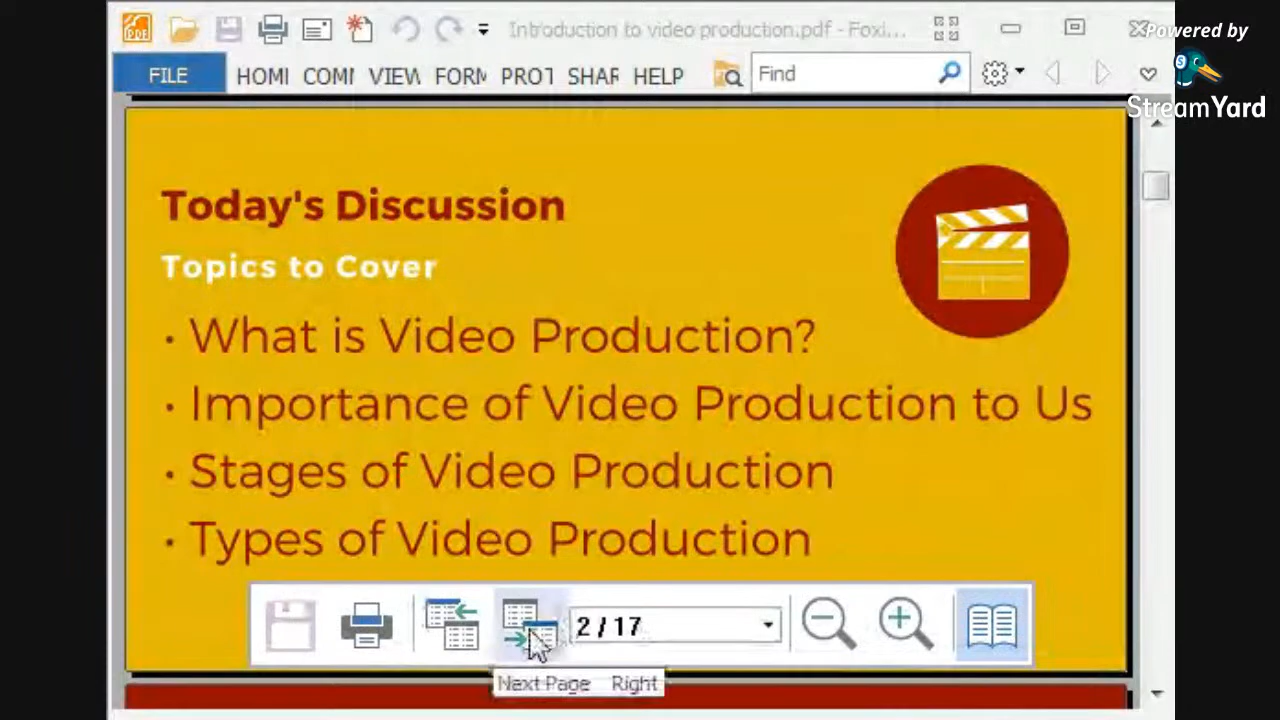 Introduction to video production.pdf - Foxi...
Powered by
StreamYard
FILE HOMI COMI VIEW FORM PROT SHAR HELP Find
Today's Discussion
Topics to Cover
• What is Video Production?
• Importance of Video Production to Us
• Stages of Video Production
• Types of Video Production
2 / 17
Next Page Right